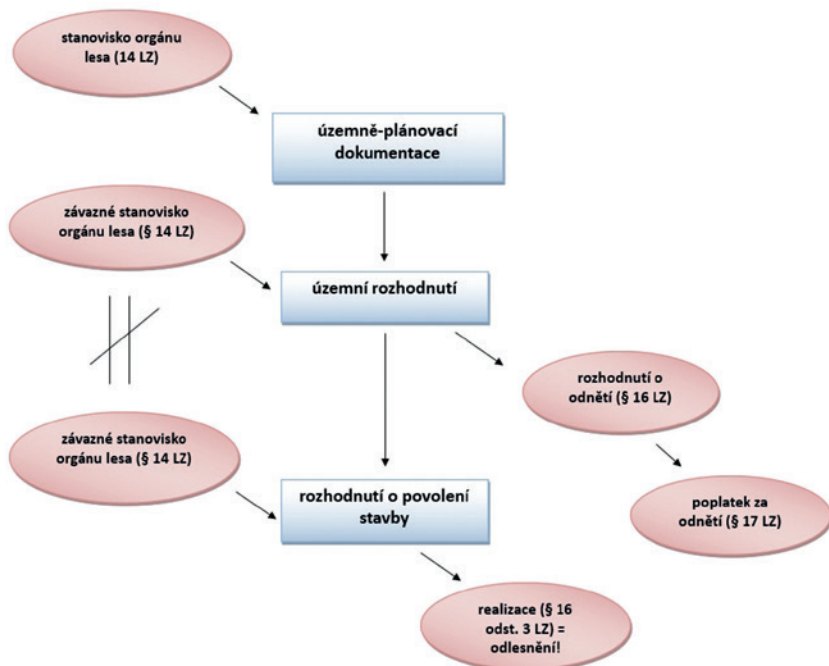 stanovisko orgánu
lesa (14 LZ)
územně-plánovací
dokumentace
závazné stanovisko
orgánu lesa (§ 14 LZ)
územní rozhodnutí
rozhodnutí o
odnětí (§ 16 LZ)
závazné stanovisko
orgánu lesa (§ 14 LZ)
rozhodnutí o povolení
stavby
poplatek za
odnětí (§ 17 LZ)
realizace (§ 16
odst. 3 LZ) =
odlesnění!